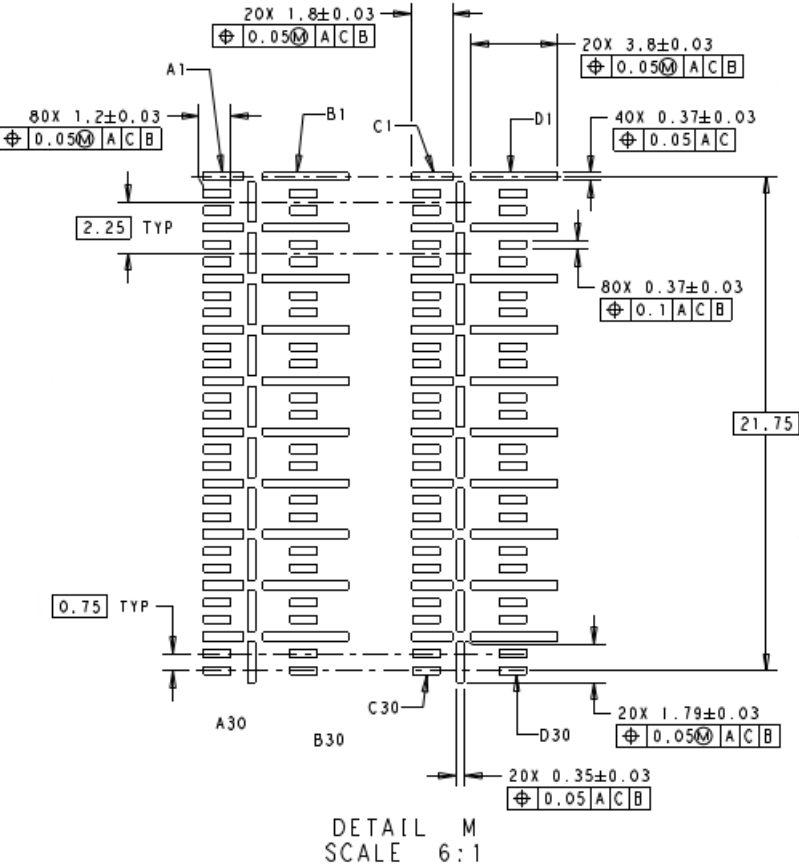 20X 1.8±0.03
⌖ 0.05Ⓜ A C B
20X 3.8±0.03
⌖ 0.05Ⓜ A C B
A1
80X 1.2±0.03
⌖ 0.05Ⓜ A C B
B1
C1
D1
40X 0.37±0.03
⌖ 0.05 A C
2.25 TYP
80X 0.37±0.03
⌖ 0.1 A C B
21.75
0.75 TYP
A30
B30
C30
D30
20X 1.79±0.03
⌖ 0.05Ⓜ A C B
20X 0.35±0.03
⌖ 0.05 A C B
DETAIL M
SCALE 6:1